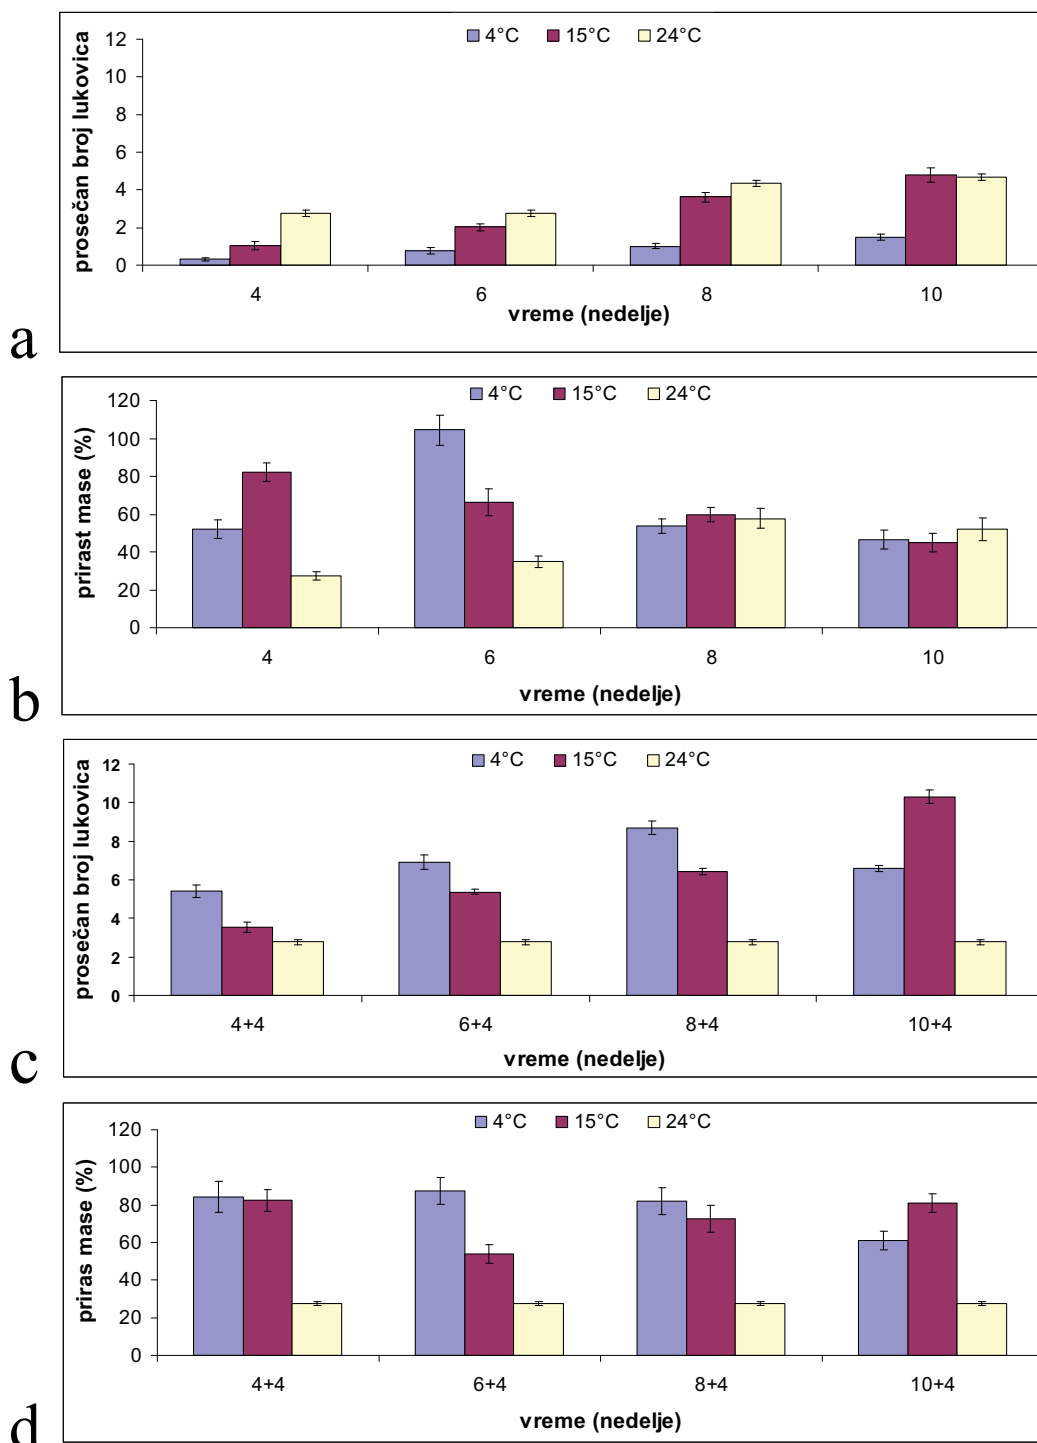 4°C 15°C 24°C
prosečan broj lukovica
12
10
8
6
4
2
0
4 6 8 10
vreme (nedelje)
a
4°C 15°C 24°C
prirast mase (%)
120
100
80
60
40
20
0
4 6 8 10
vreme (nedelje)
b
4°C 15°C 24°C
prosečan broj lukovica
12
10
8
6
4
2
0
4+4 6+4 8+4 10+4
vreme (nedelje)
c
4°C 15°C 24°C
priras mase (%)
120
100
80
60
40
20
0
4+4 6+4 8+4 10+4
vreme (nedelje)
d